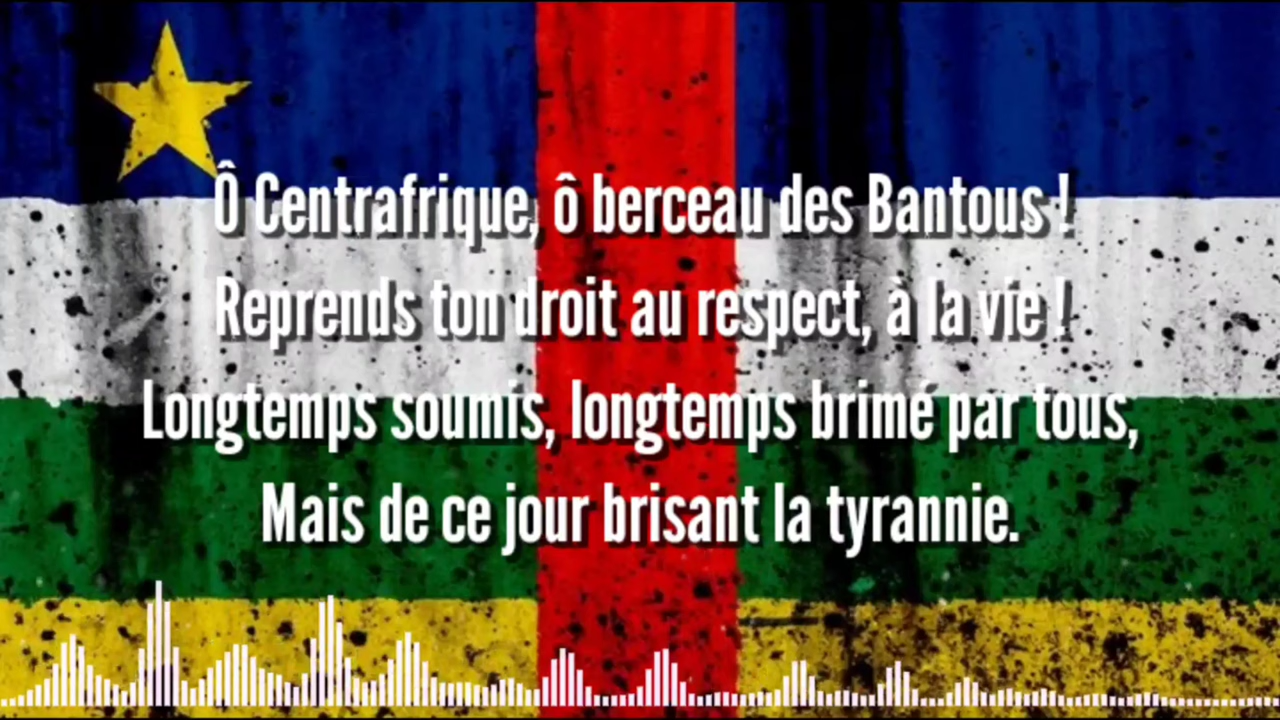 Ô Centrafrique, ô berceau des Bantous !
Reprends ton droit au respect, à la vie !
Longtemps soumis, longtemps brimé par tous,
Mais de ce jour brisant la tyrannie.